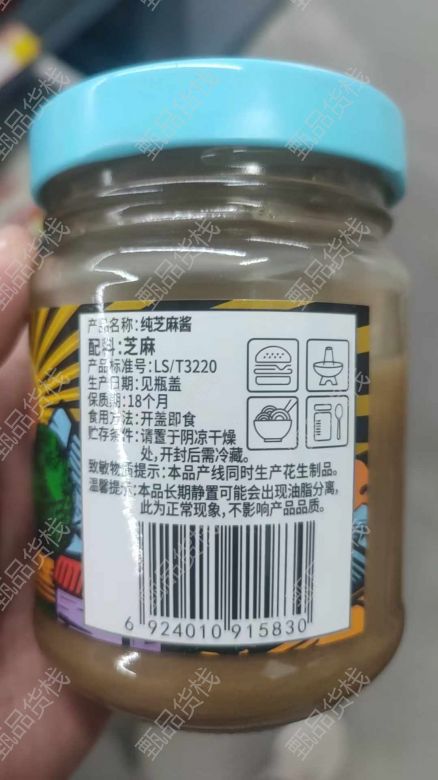 产品名称:纯芝麻酱
配料:芝麻
产品标准号:LS/T3220
生产日期:见瓶盖
保质期:18个月
食用方法:开盖即食
贮存条件:请置于阴凉干燥
处,开封后需冷藏。
致敏物质提示:本品产线同时生产花生制品。
温馨提示:本品长期静置可能会出现油脂分离,
此为正常现象,不影响产品品质。
6 924010 915830
甄品货栈